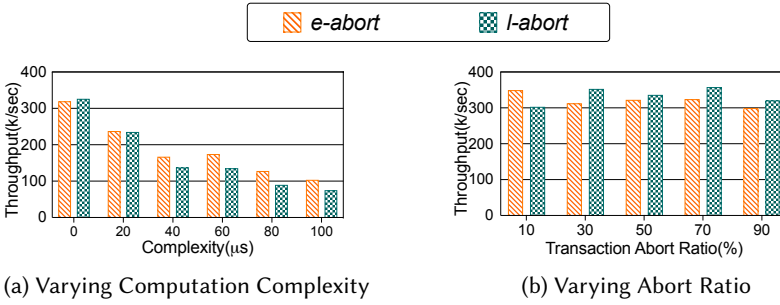 e-abort l-abort
400
300
200
100
0
Throughput(k/sec)
0 20 40 60 80 100
Complexity(μs)
(a) Varying Computation Complexity
400
300
200
100
0
Throughput(k/sec)
10 30 50 70 90
Transaction Abort Ratio(%)
(b) Varying Abort Ratio